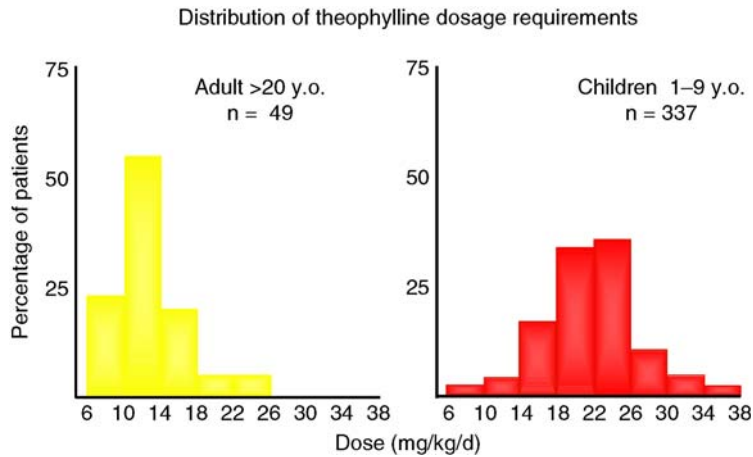 Distribution of theophylline dosage requirements
75
50
25
Percentage of patients
Adult >20 y.o.
n = 49
6 10 14 18 22 26 30 34 38
75
50
25
Children 1–9 y.o.
n = 337
6 10 14 18 22 26 30 34 38
Dose (mg/kg/d)